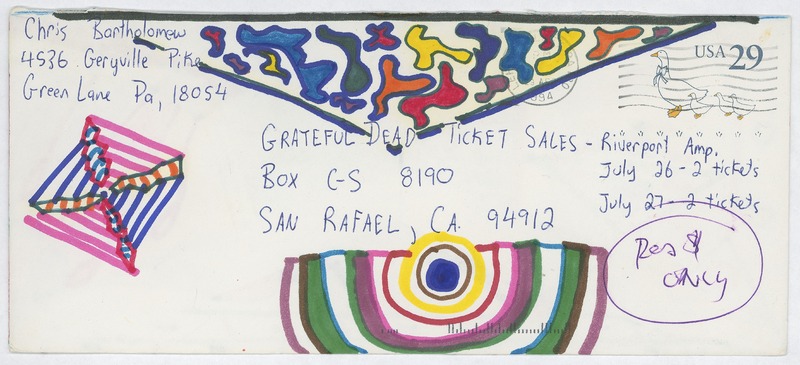 Chris Bartholomew
4536 Geryville Pike
Green Lane Pa, 18054
USA 29
GRATEFUL DEAD TICKET SALES - Riverport Amp.
July 26 - 2 tickets
BOX C-S 8190
July 27 - 2 tickets
SAN RAFAEL, CA. 94912
ONLY